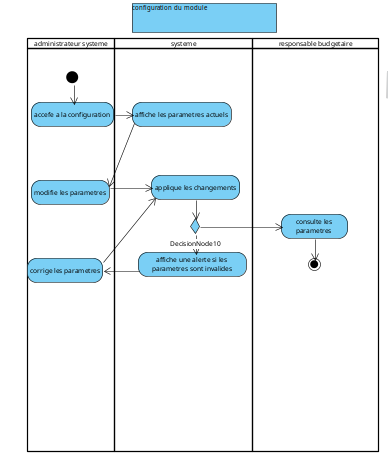 configuration du module
administrateur systeme
systeme
responsable budgetaire
accefe a la configuration
affiche les parametres actuels
modifie les parametres
applique les changements
consulte les
parametres
DecisionNode10
corrige les parametres
affiche une alerte si les
parametres sont invalides